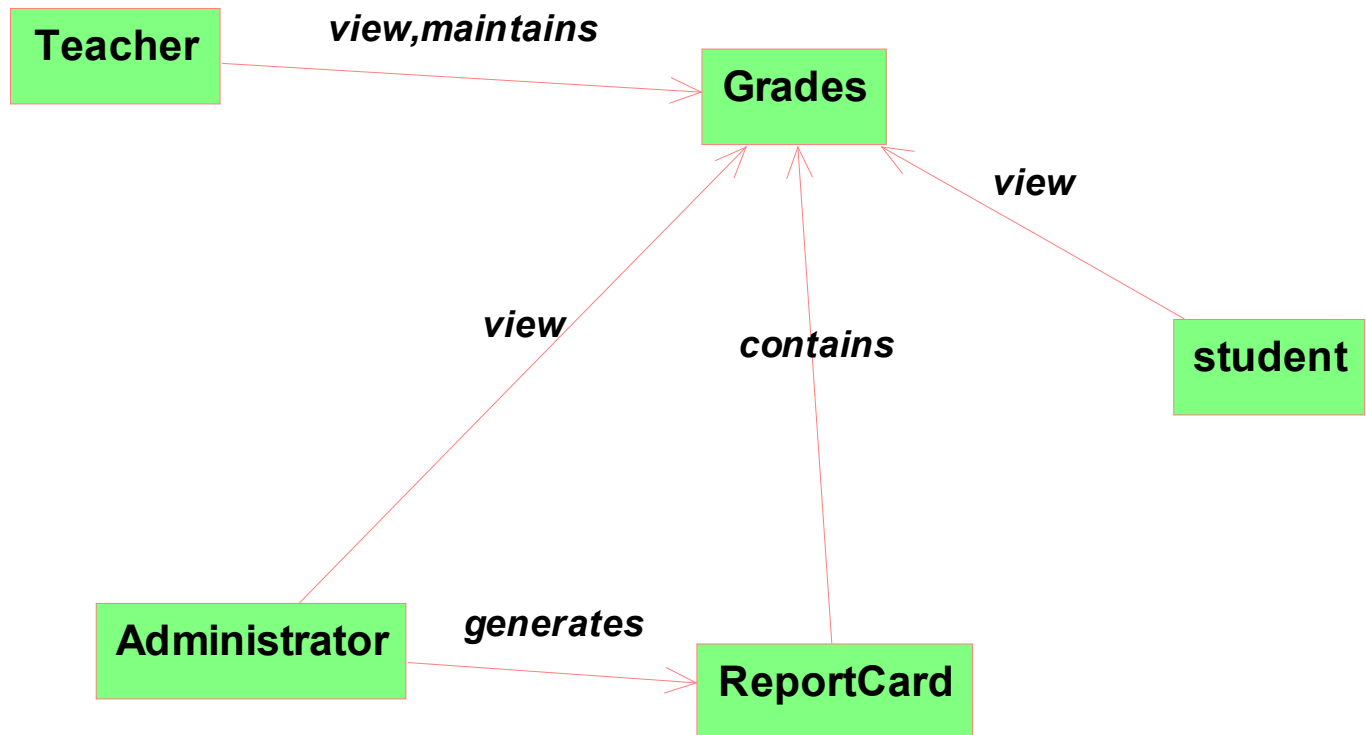 Teacher
view,maintains
Grades
view
student
view
contains
Administrator
generates
ReportCard